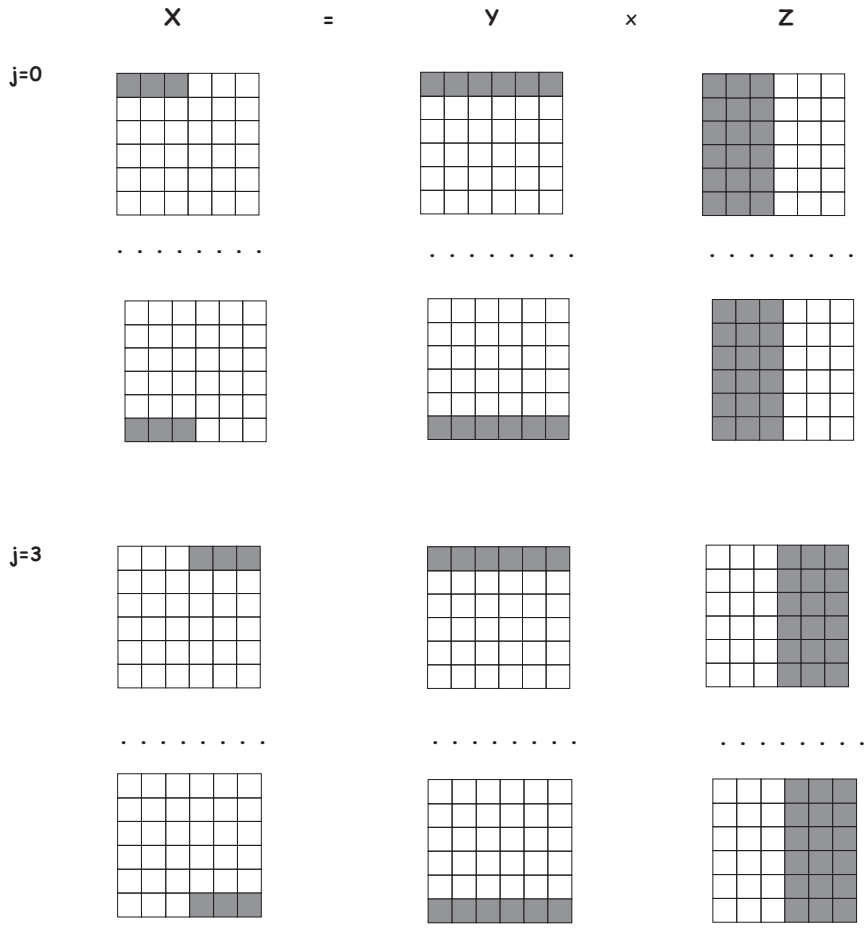 X = Y x Z
j=0
. . . . . . . . . . . . . . . . . . . . . . . .
j=3
. . . . . . . . . . . . . . . . . . . . . . . .